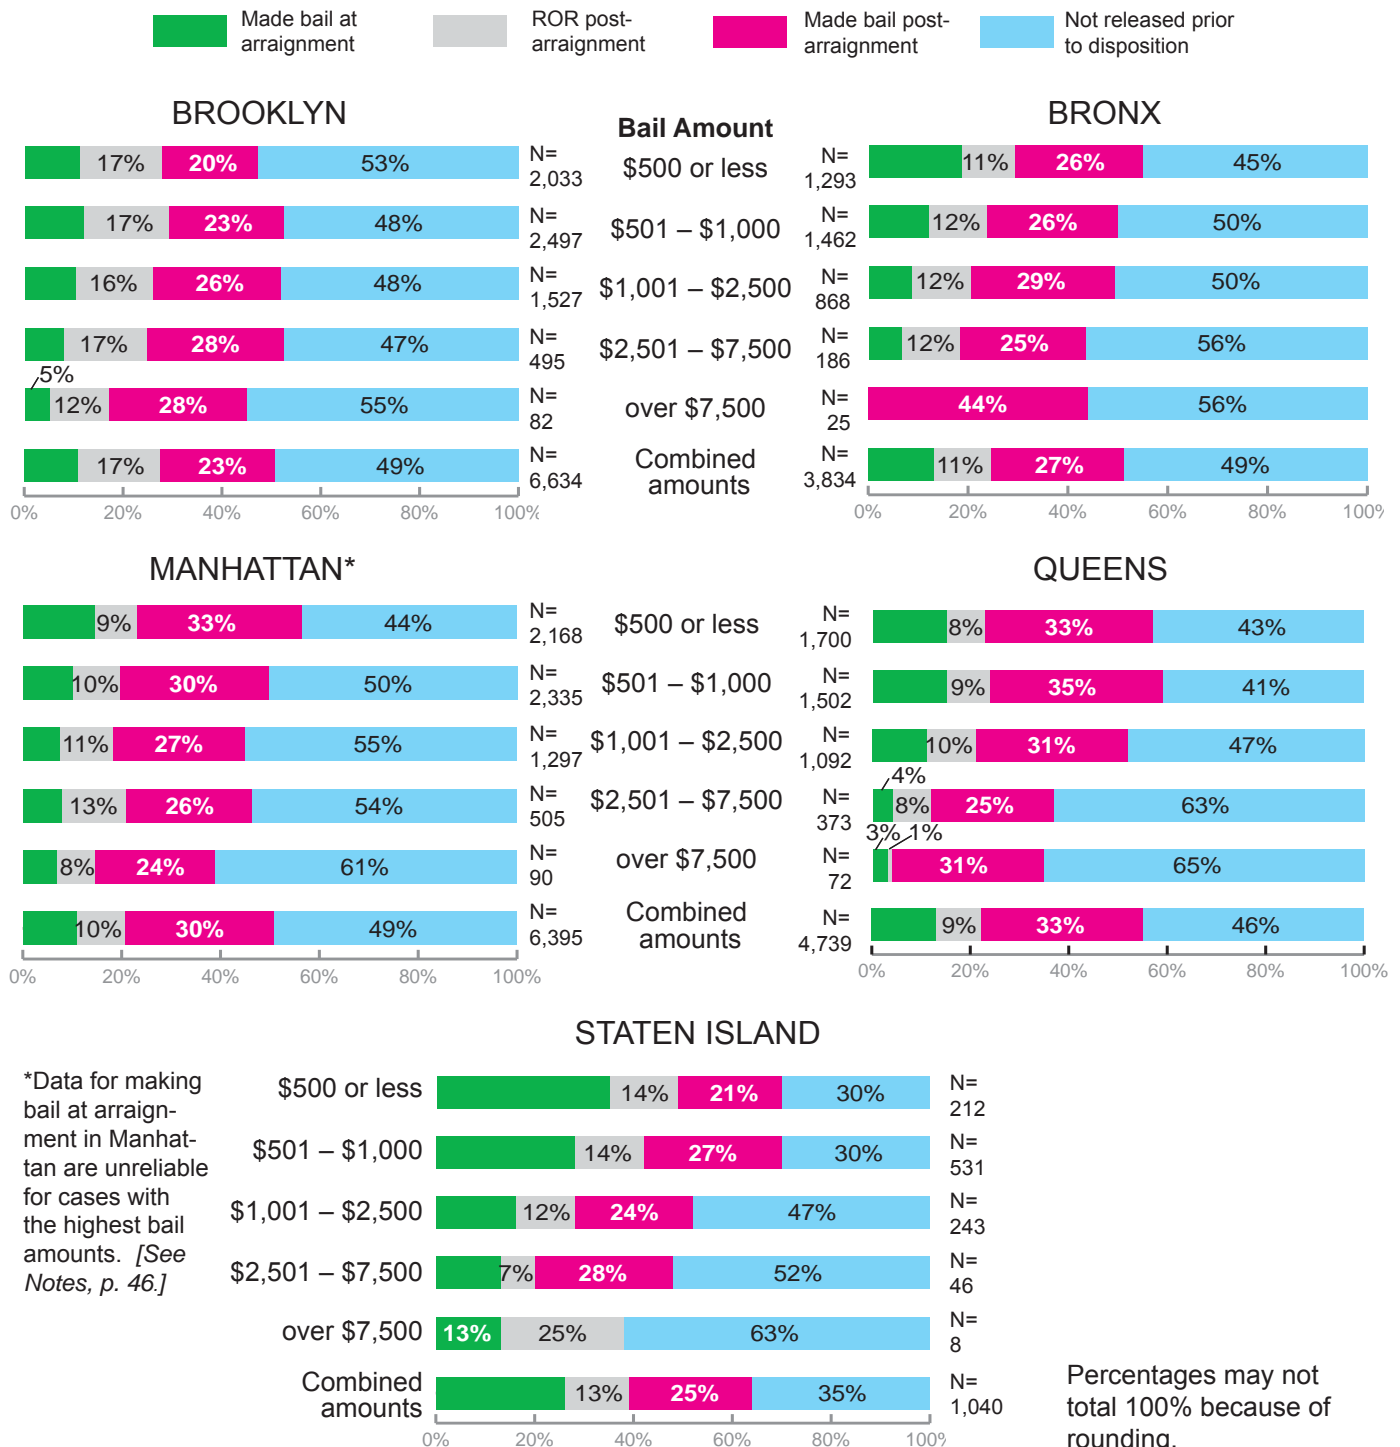 Made bail at
arraignment
ROR post-
arraignment
Made bail post-
arraignment
Not released prior
to disposition
BROOKLYN
17% 20% 53% N= 2,033
17% 23% 48% N= 2,497
16% 26% 48% N= 1,527
17% 28% 47% N= 495
5%
12% 28% 55% N= 82
17% 23% 49% N= 6,634
0% 20% 40% 60% 80% 100%
Bail Amount
$500 or less
$501 – $1,000
$1,001 – $2,500
$2,501 – $7,500
over $7,500
Combined
amounts
BRONX
N= 1,293 11% 26% 45%
N= 1,462 12% 26% 50%
N= 868 12% 29% 50%
N= 186 12% 25% 56%
N= 25 44% 56%
N= 3,834 11% 27% 49%
0% 20% 40% 60% 80% 100%
MANHATTAN*
9% 33% 44% N= 2,168
10% 30% 50% N= 2,335
11% 27% 55% N= 1,297
13% 26% 54% N= 505
8% 24% 61% N= 90
10% 30% 49% N= 6,395
0% 20% 40% 60% 80% 100%
$500 or less
$501 – $1,000
$1,001 – $2,500
$2,501 – $7,500
over $7,500
Combined
amounts
QUEENS
N= 1,700 8% 33% 43%
N= 1,502 9% 35% 41%
N= 1,092 10% 31% 47%
4%
N= 373 8% 25% 63%
3% 1%
N= 72 31% 65%
N= 4,739 9% 33% 46%
0% 20% 40% 60% 80% 100%
STATEN ISLAND
$500 or less 14% 21% 30% N= 212
$501 – $1,000 14% 27% 30% N= 531
$1,001 – $2,500 12% 24% 47% N= 243
$2,501 – $7,500 7% 28% 52% N= 46
over $7,500 13% 25% 63% N= 8
Combined
amounts 13% 25% 35% N= 1,040
0% 20% 40% 60% 80% 100%
*Data for making
bail at arraign-
ment in Manhat-
tan are unreliable
for cases with
the highest bail
amounts. [See
Notes, p. 46.]
Percentages may not
total 100% because of
rounding.